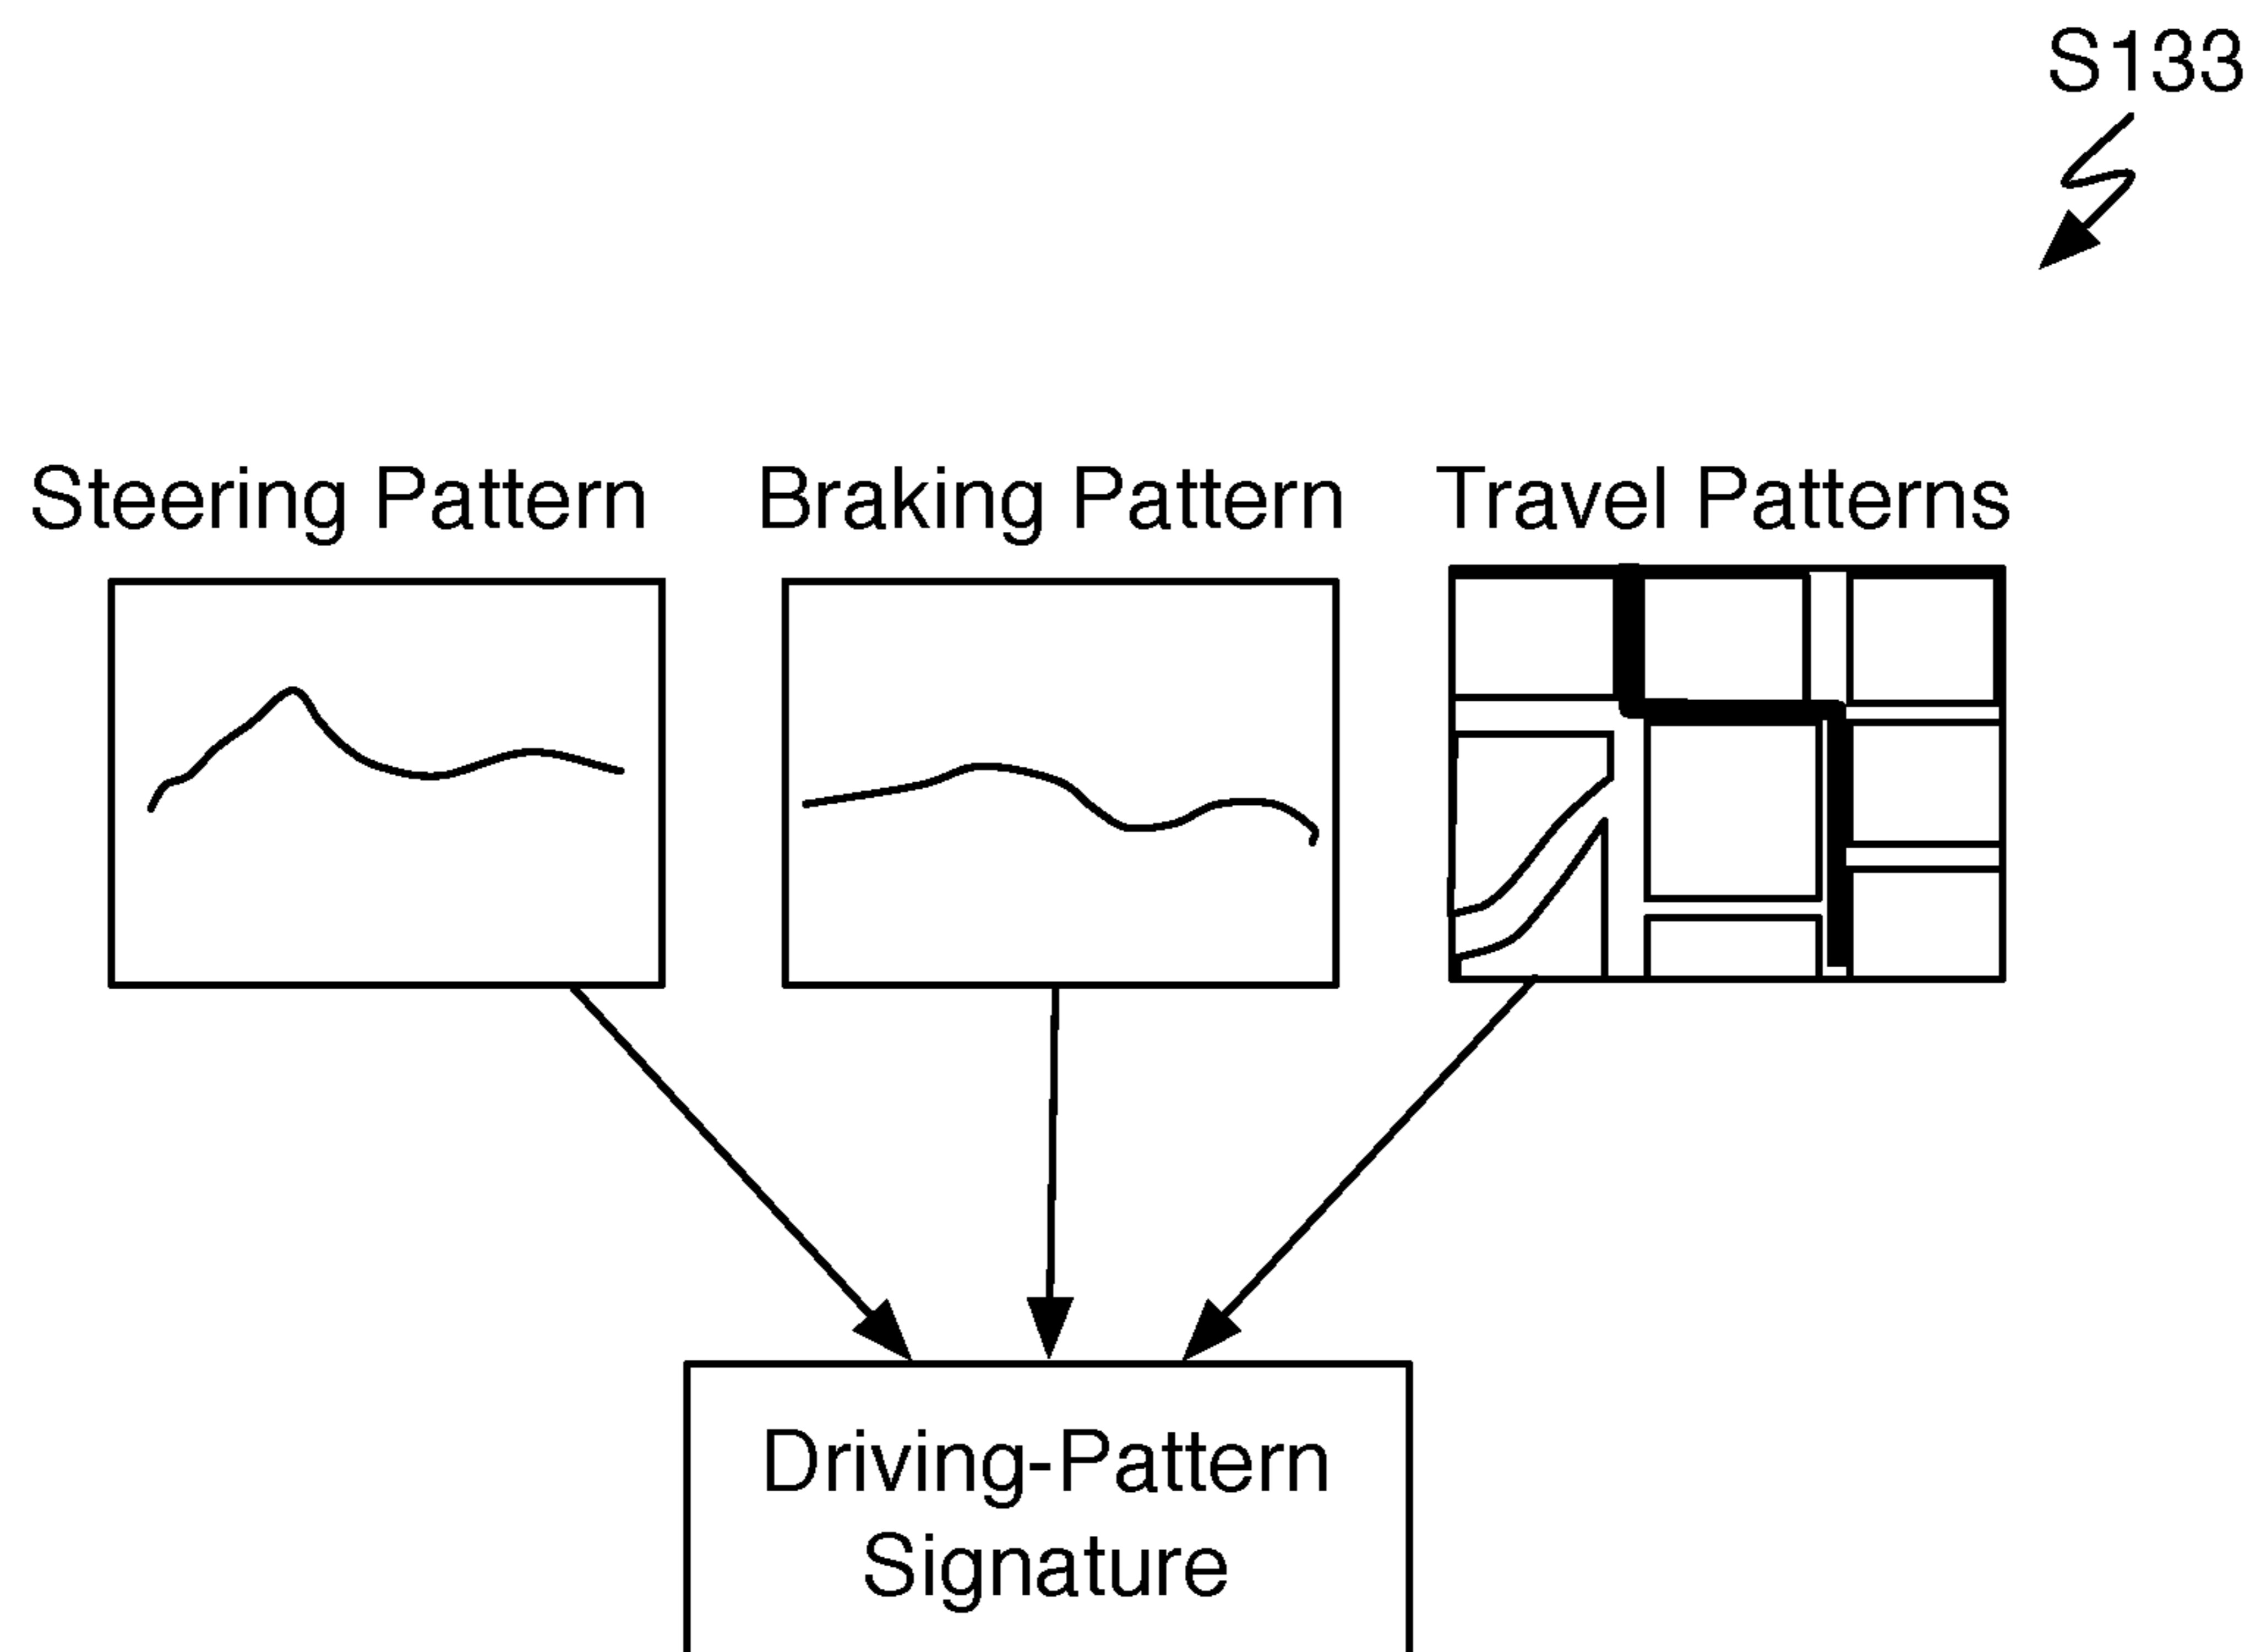 S133
Steering Pattern
Braking Pattern
Travel Patterns
Driving-Pattern
Signature